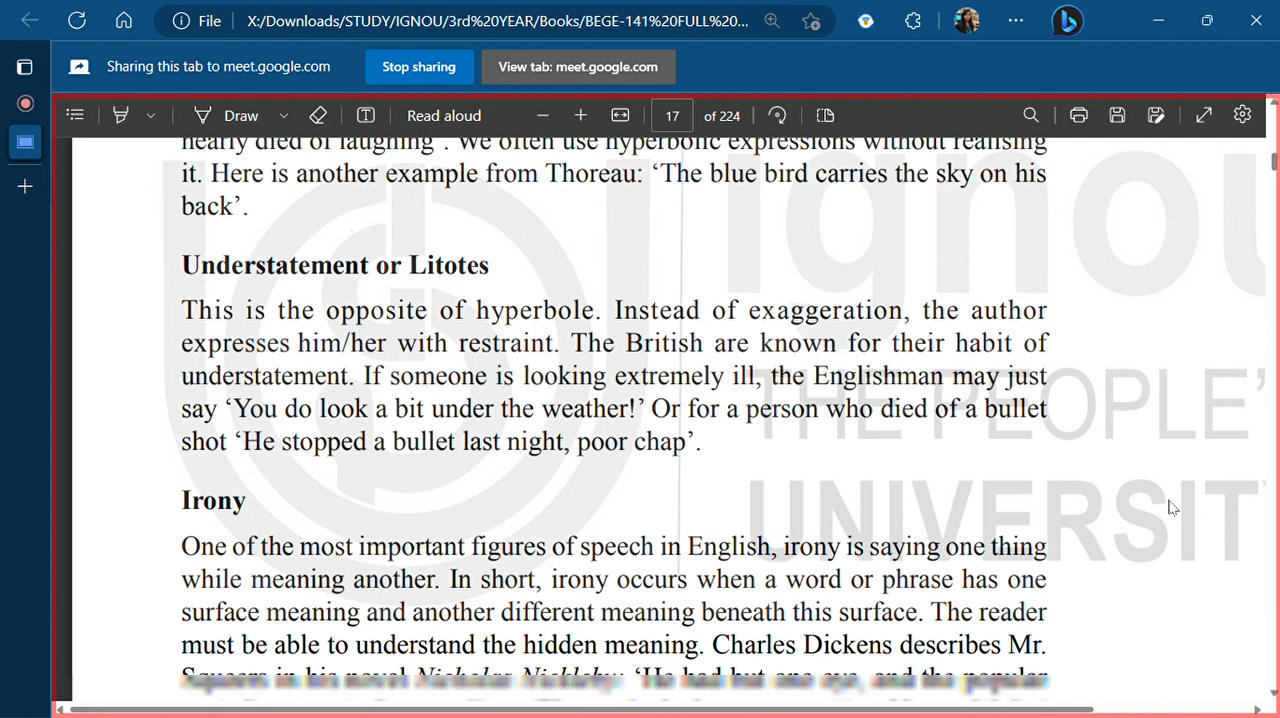 File
X:/Downloads/STUDY/IGNOU/3rd%20YEAR/Books/BEGE-141%20FULL%20...
Sharing this tab to meet.google.com
Stop sharing
View tab: meet.google.com
Draw
Read aloud
17
of 224
nearly died of laughing'. We often use hyperbolic expressions without realising
it. Here is another example from Thoreau: ‘The blue bird carries the sky on his
back’.
Understatement or Litotes
This is the opposite of hyperbole. Instead of exaggeration, the author
expresses him/her with restraint. The British are known for their habit of
understatement. If someone is looking extremely ill, the Englishman may just
say ‘You do look a bit under the weather!’ Or for a person who died of a bullet
shot ‘He stopped a bullet last night, poor chap’.
Irony
One of the most important figures of speech in English, irony is saying one thing
while meaning another. In short, irony occurs when a word or phrase has one
surface meaning and another different meaning beneath this surface. The reader
must be able to understand the hidden meaning. Charles Dickens describes Mr.
Squeers in his novel Nicholas Nickleby: ‘He had but one eye, and the popular
ignou
THE PEOPLE’
UNIVERSIT